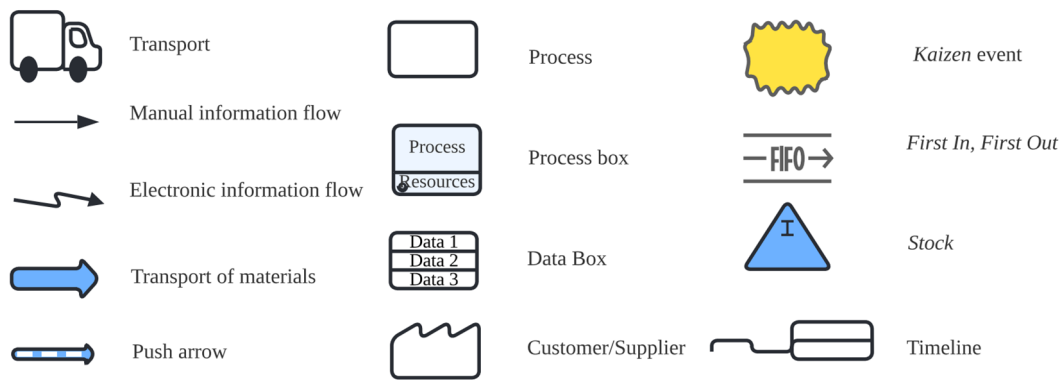 Transport
Manual information flow
Electronic information flow
Transport of materials
Push arrow
Process
Process
Resources
Process box
Data 1
Data 2
Data 3
Data Box
Customer/Supplier
Kaizen event
FIFO
First In, First Out
I
Stock
Timeline